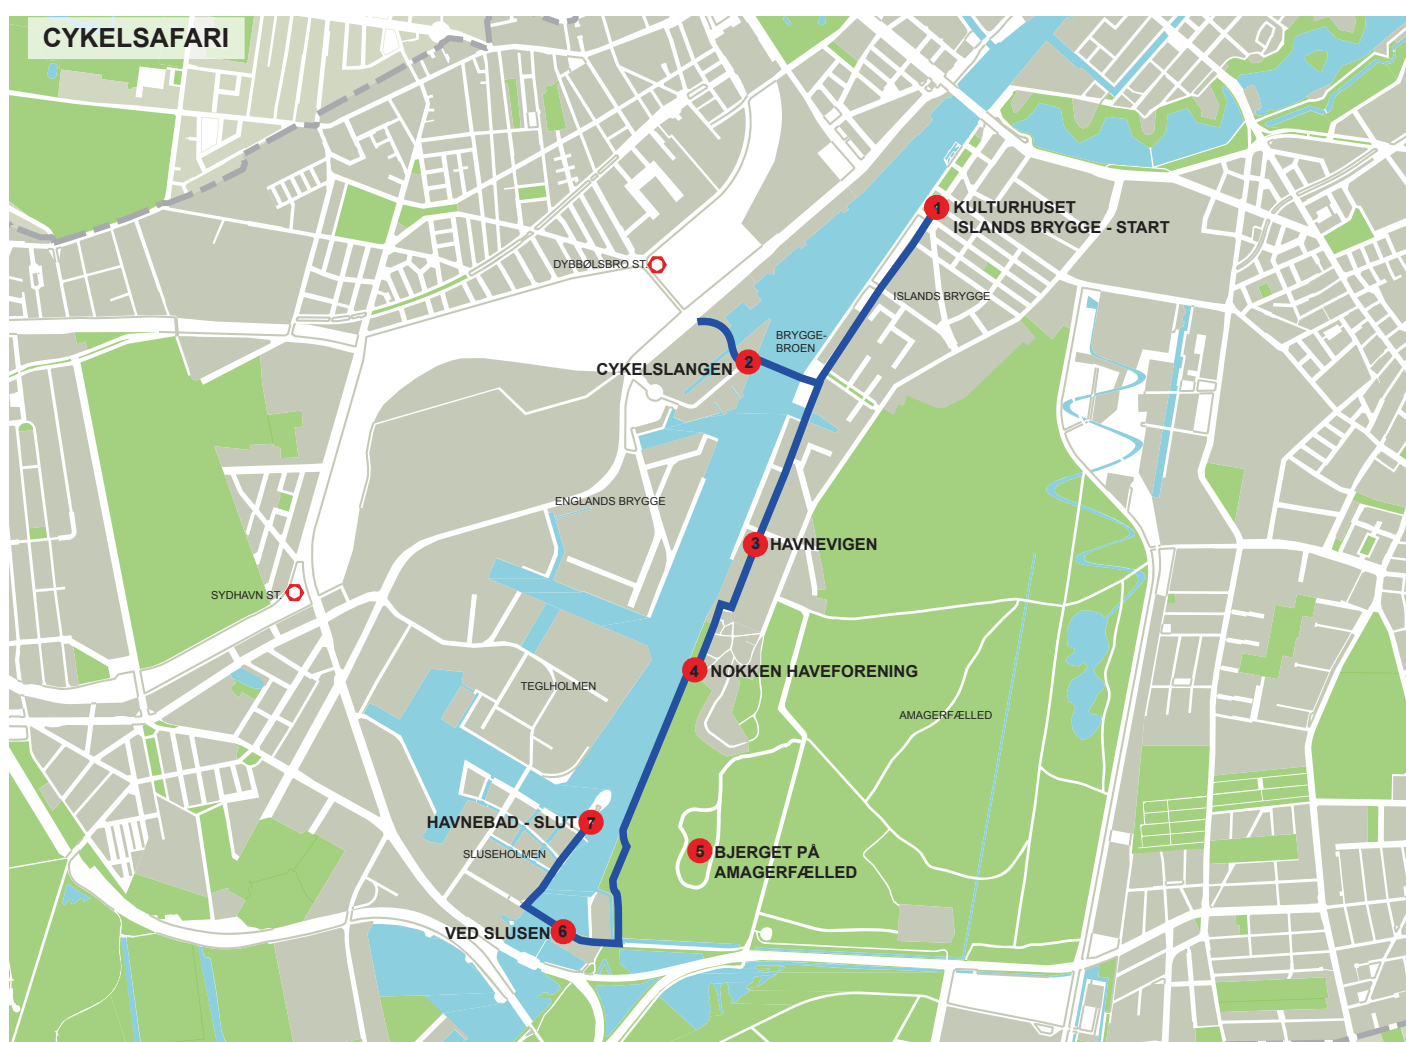 CYKELSAFARI
1 KULTURHUSET
ISLANDS BRYGGE - START
DYBBØLSBRO ST.
ISLANDS BRYGGE
BRYGGE-
BROEN
CYKELSLANGEN 2
ENGLANDS BRYGGE
3 HAVNEVIGEN
SYDHAVN ST.
4 NOKKEN HAVEFORENING
TEGLHOLMEN
AMAGERFÆLLED
HAVNEBAD - SLUT 7
SLUSEHOLMEN
5 BJERGET PÅ
AMAGERFÆLLED
VED SLUSEN 6